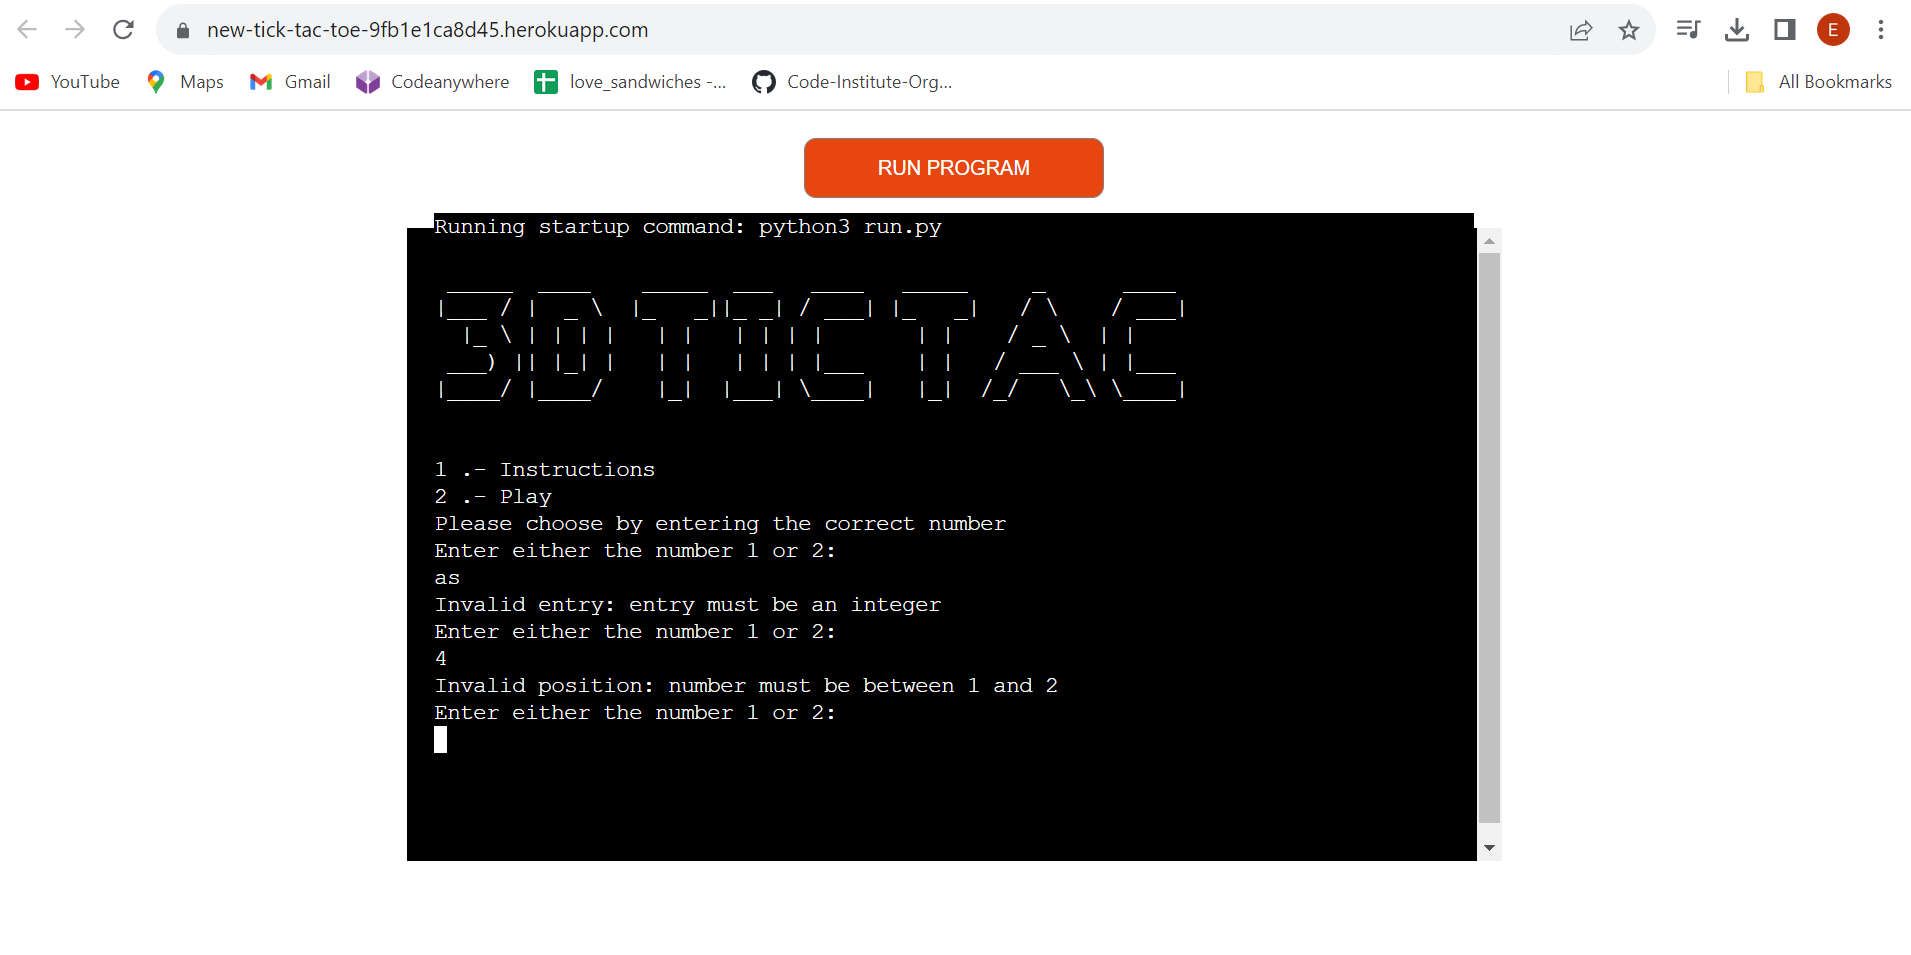 new-tick-tac-toe-9fb1e1ca8d45.herokuapp.com
E
YouTube Maps Gmail Codeanywhere love_sandwiches -... Code-Institute-Org... All Bookmarks
RUN PROGRAM
Running startup command: python3 run.py
3D TIC TAC
1 .- Instructions
2 .- Play
Please choose by entering the correct number
Enter either the number 1 or 2:
as
Invalid entry: entry must be an integer
Enter either the number 1 or 2:
4
Invalid position: number must be between 1 and 2
Enter either the number 1 or 2: